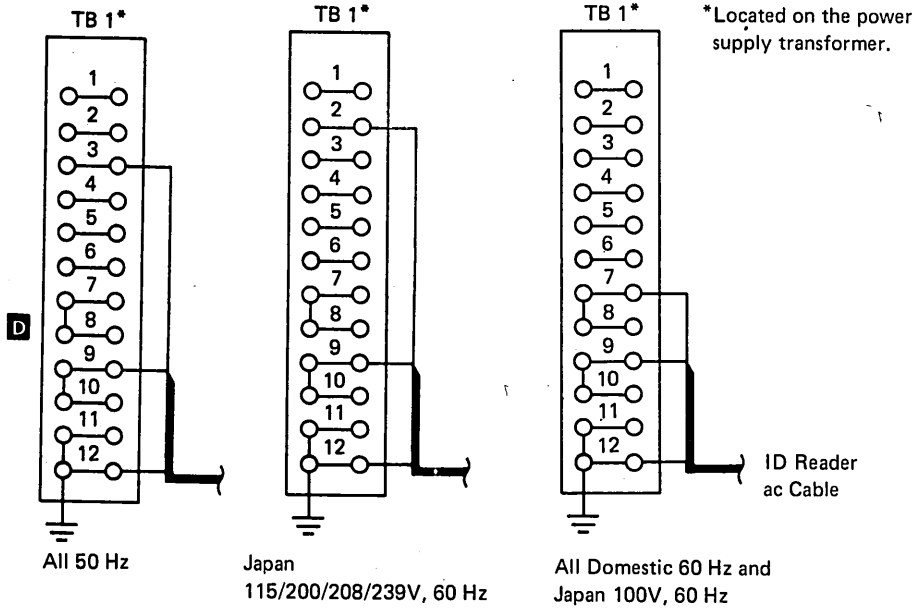 TB 1*
1
2
3
4
5
6
7
8
9
10
11
12
All 50 Hz
D
TB 1*
1
2
3
4
5
6
7
8
9
10
11
12
Japan
115/200/208/239V, 60 Hz
TB 1*
1
2
3
4
5
6
7
8
9
10
11
12
All Domestic 60 Hz and
Japan 100V, 60 Hz
*Located on the power
supply transformer.
ID Reader
ac Cable